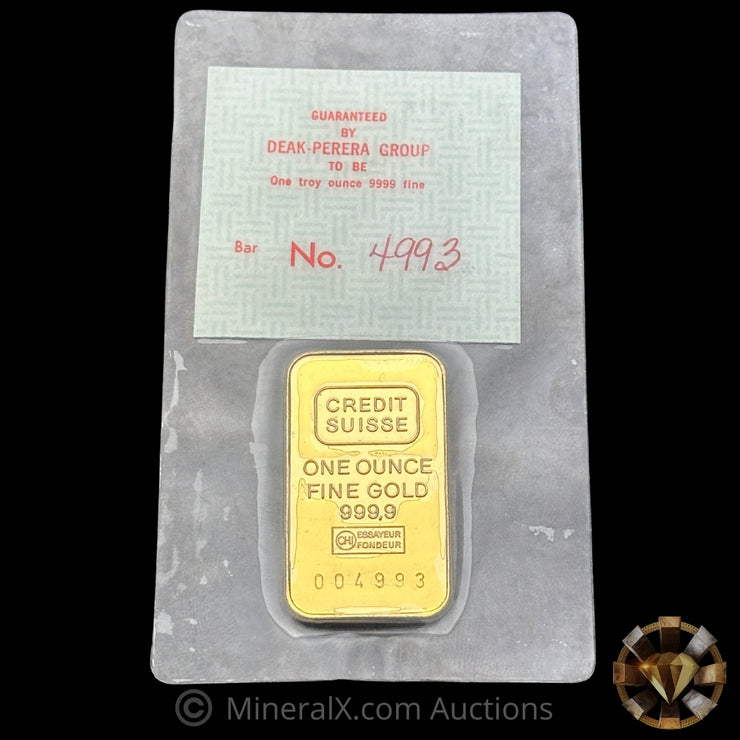 GUARANTEED
BY
DEAK-PERERA GROUP
TO BE
One troy ounce 9999 fine
Bar No. 4993
CREDIT
SUISSE
ONE OUNCE
FINE GOLD
999,9
CHI ESSAYEUR
FONDEUR
004993
© MineralX.com Auctions